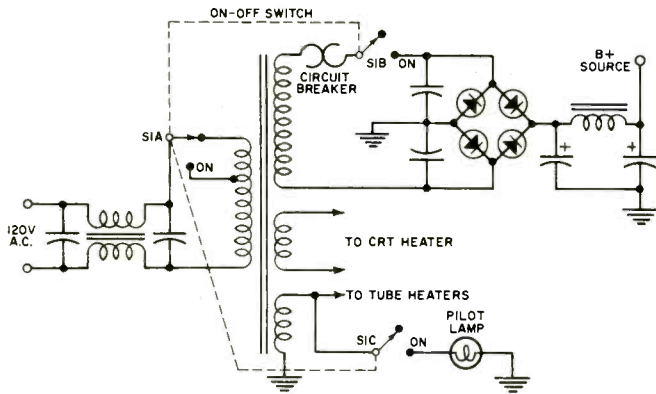 ON-OFF SWITCH
B+
SOURCE
CIRCUIT
BREAKER
SIB
ON
SIA
ON
120V
A.C.
TO CRT HEATER
TO TUBE HEATERS
PILOT
LAMP
SIC
ON
+
+